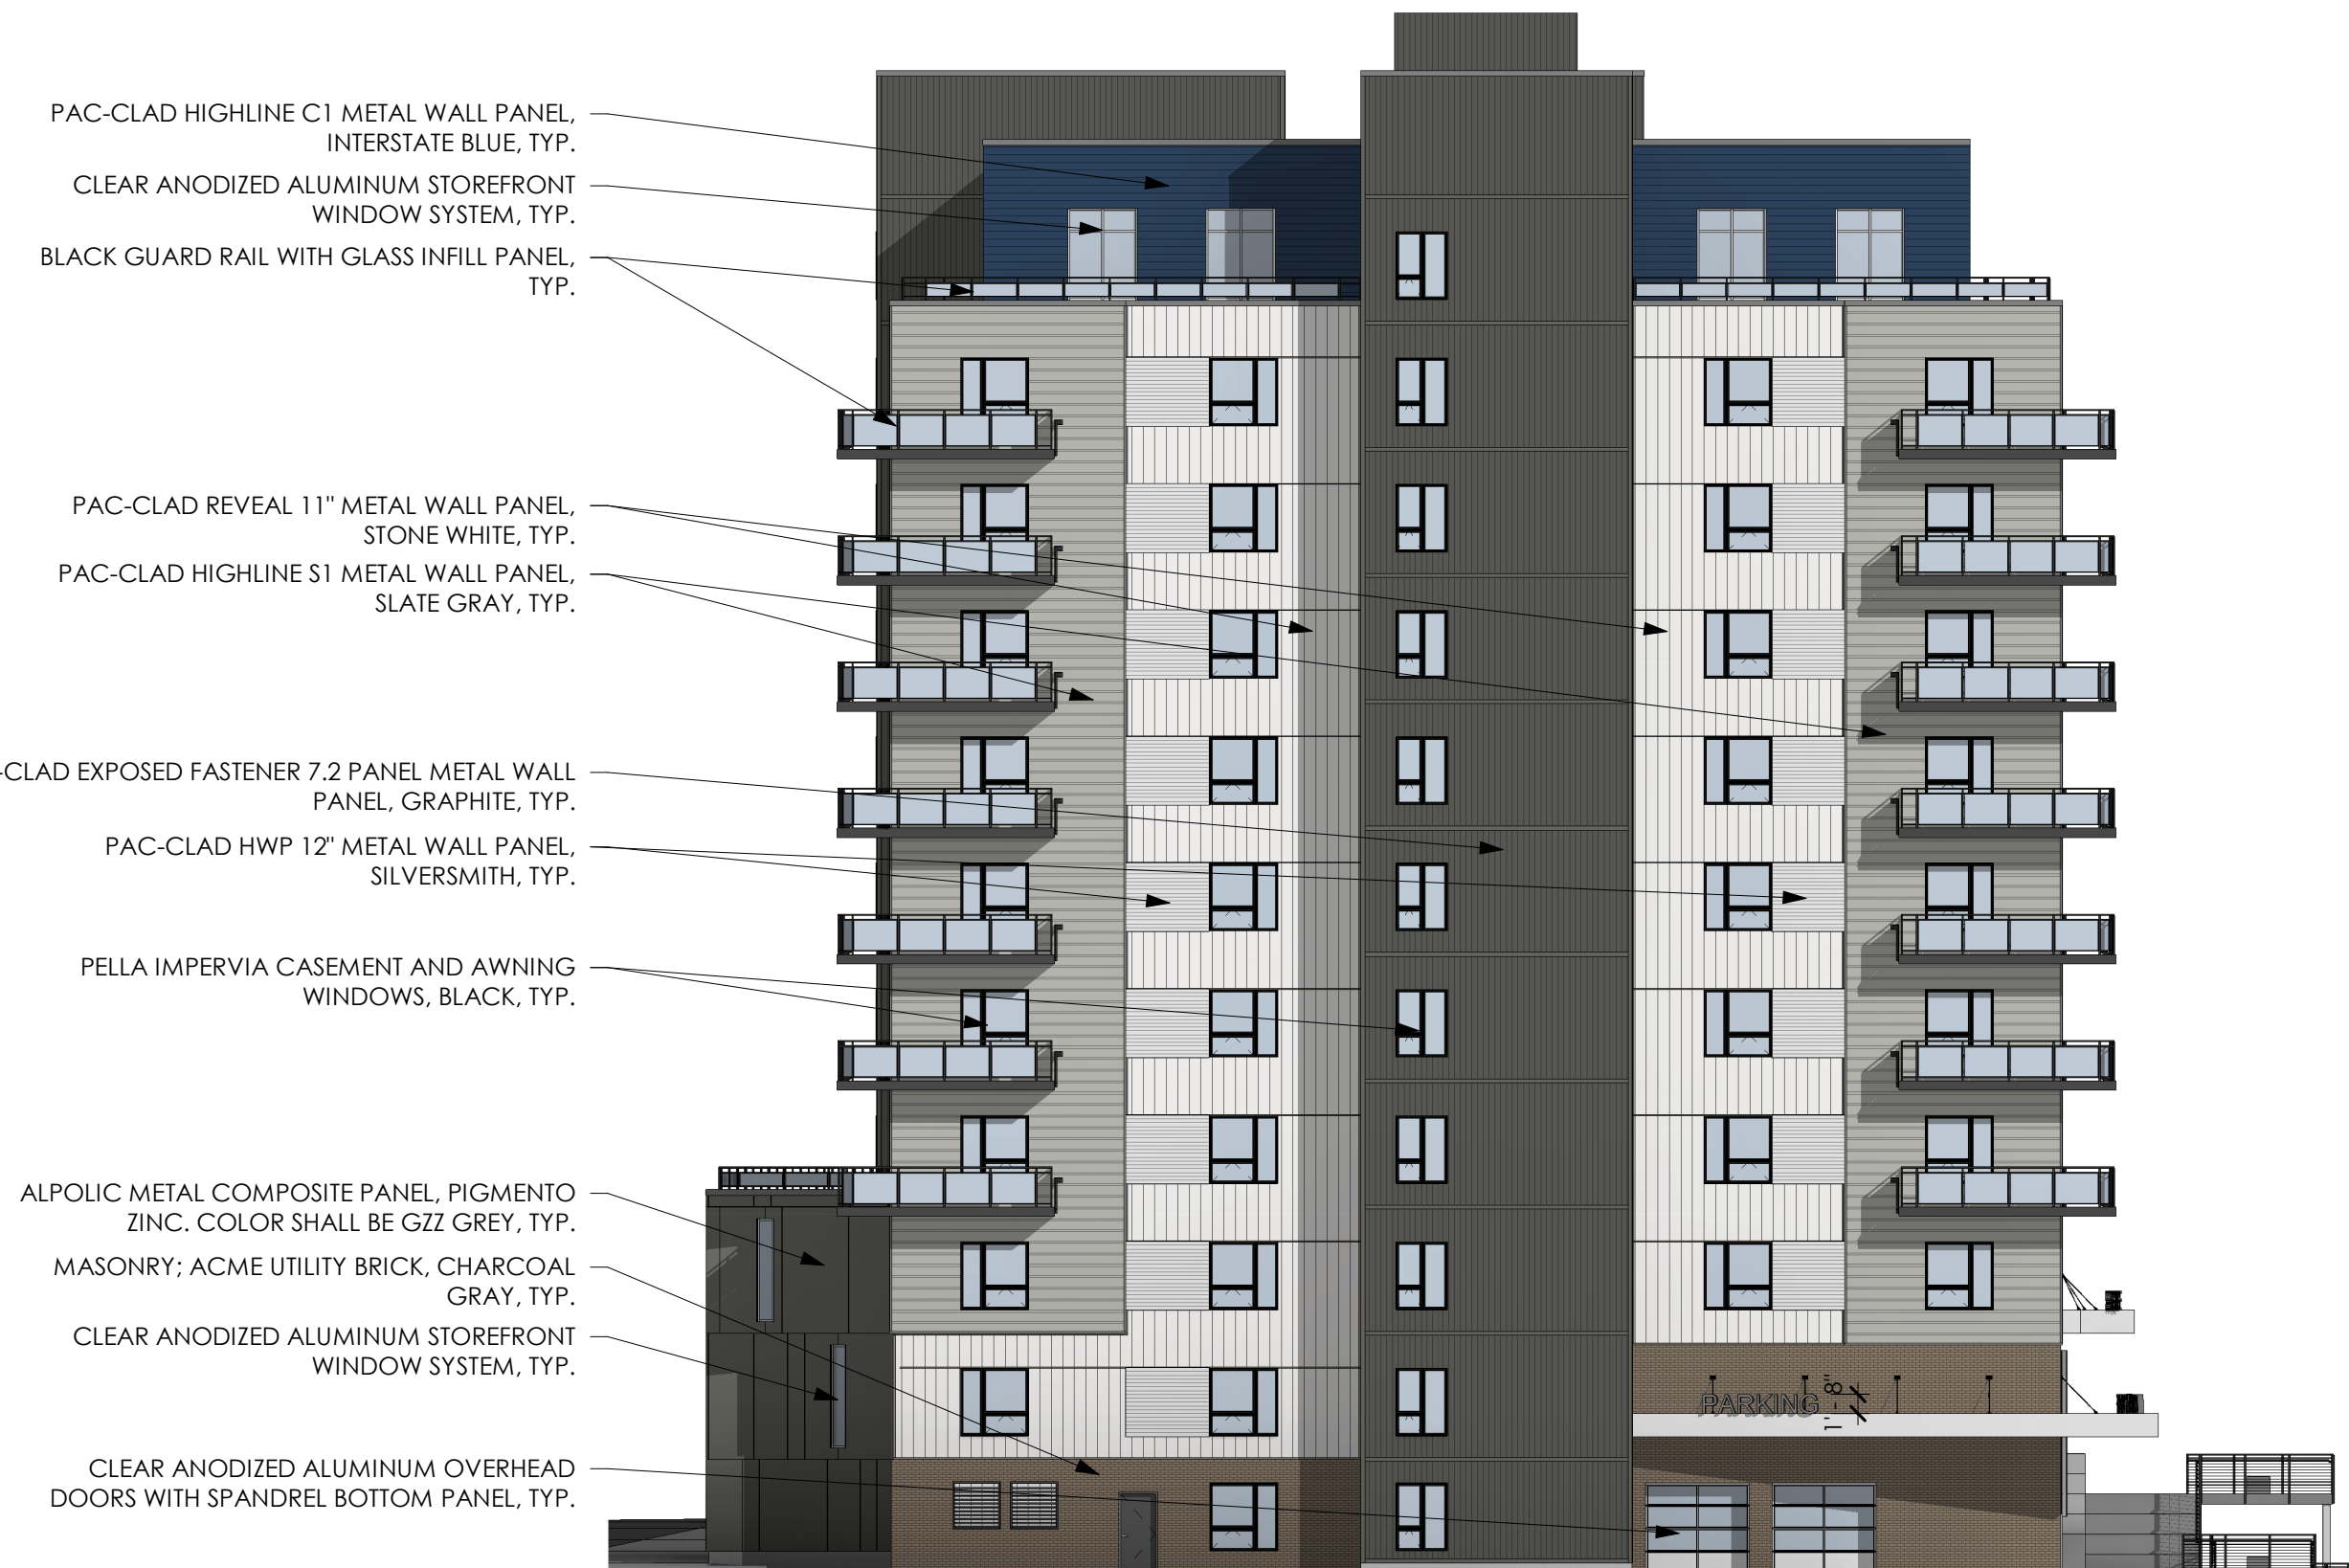 PAC-CLAD HIGHLINE C1 METAL WALL PANEL,
INTERSTATE BLUE, TYP.
CLEAR ANODIZED ALUMINUM STOREFRONT
WINDOW SYSTEM, TYP.
BLACK GUARD RAIL WITH GLASS INFILL PANEL,
TYP.
PAC-CLAD REVEAL 11" METAL WALL PANEL,
STONE WHITE, TYP.
PAC-CLAD HIGHLINE S1 METAL WALL PANEL,
SLATE GRAY, TYP.
-CLAD EXPOSED FASTENER 7.2 PANEL METAL WALL
PANEL, GRAPHITE, TYP.
PAC-CLAD HWP 12" METAL WALL PANEL,
SILVERSMITH, TYP.
PELLA IMPERVIA CASEMENT AND AWNING
WINDOWS, BLACK, TYP.
ALPOLIC METAL COMPOSITE PANEL, PIGMENTO
ZINC. COLOR SHALL BE GZZ GREY, TYP.
MASONRY; ACME UTILITY BRICK, CHARCOAL
GRAY, TYP.
CLEAR ANODIZED ALUMINUM STOREFRONT
WINDOW SYSTEM, TYP.
CLEAR ANODIZED ALUMINUM OVERHEAD
DOORS WITH SPANDREL BOTTOM PANEL, TYP.
PARKING
1' - 8"